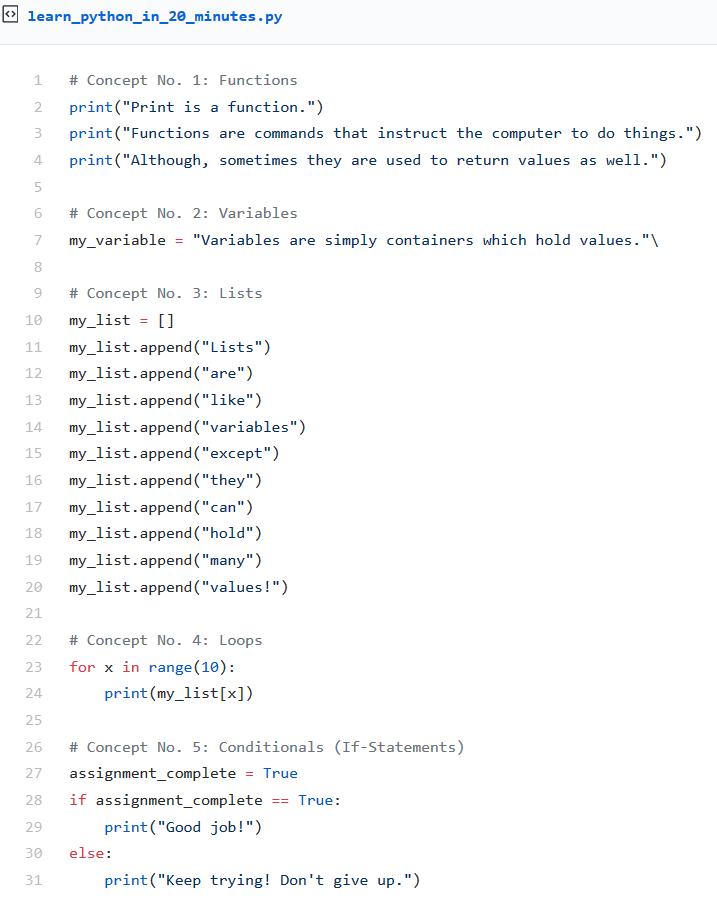 learn_python_in_20_minutes.py
1 # Concept No. 1: Functions
2 print("Print is a function.")
3 print("Functions are commands that instruct the computer to do things.")
4 print("Although, sometimes they are used to return values as well.")
5
6 # Concept No. 2: Variables
7 my_variable = "Variables are simply containers which hold values."\
8
9 # Concept No. 3: Lists
10 my_list = []
11 my_list.append("Lists")
12 my_list.append("are")
13 my_list.append("like")
14 my_list.append("variables")
15 my_list.append("except")
16 my_list.append("they")
17 my_list.append("can")
18 my_list.append("hold")
19 my_list.append("many")
20 my_list.append("values!")
21
22 # Concept No. 4: Loops
23 for x in range(10):
24     print(my_list[x])
25
26 # Concept No. 5: Conditionals (If-Statements)
27 assignment_complete = True
28 if assignment_complete == True:
29     print("Good job!")
30 else:
31     print("Keep trying! Don't give up.")